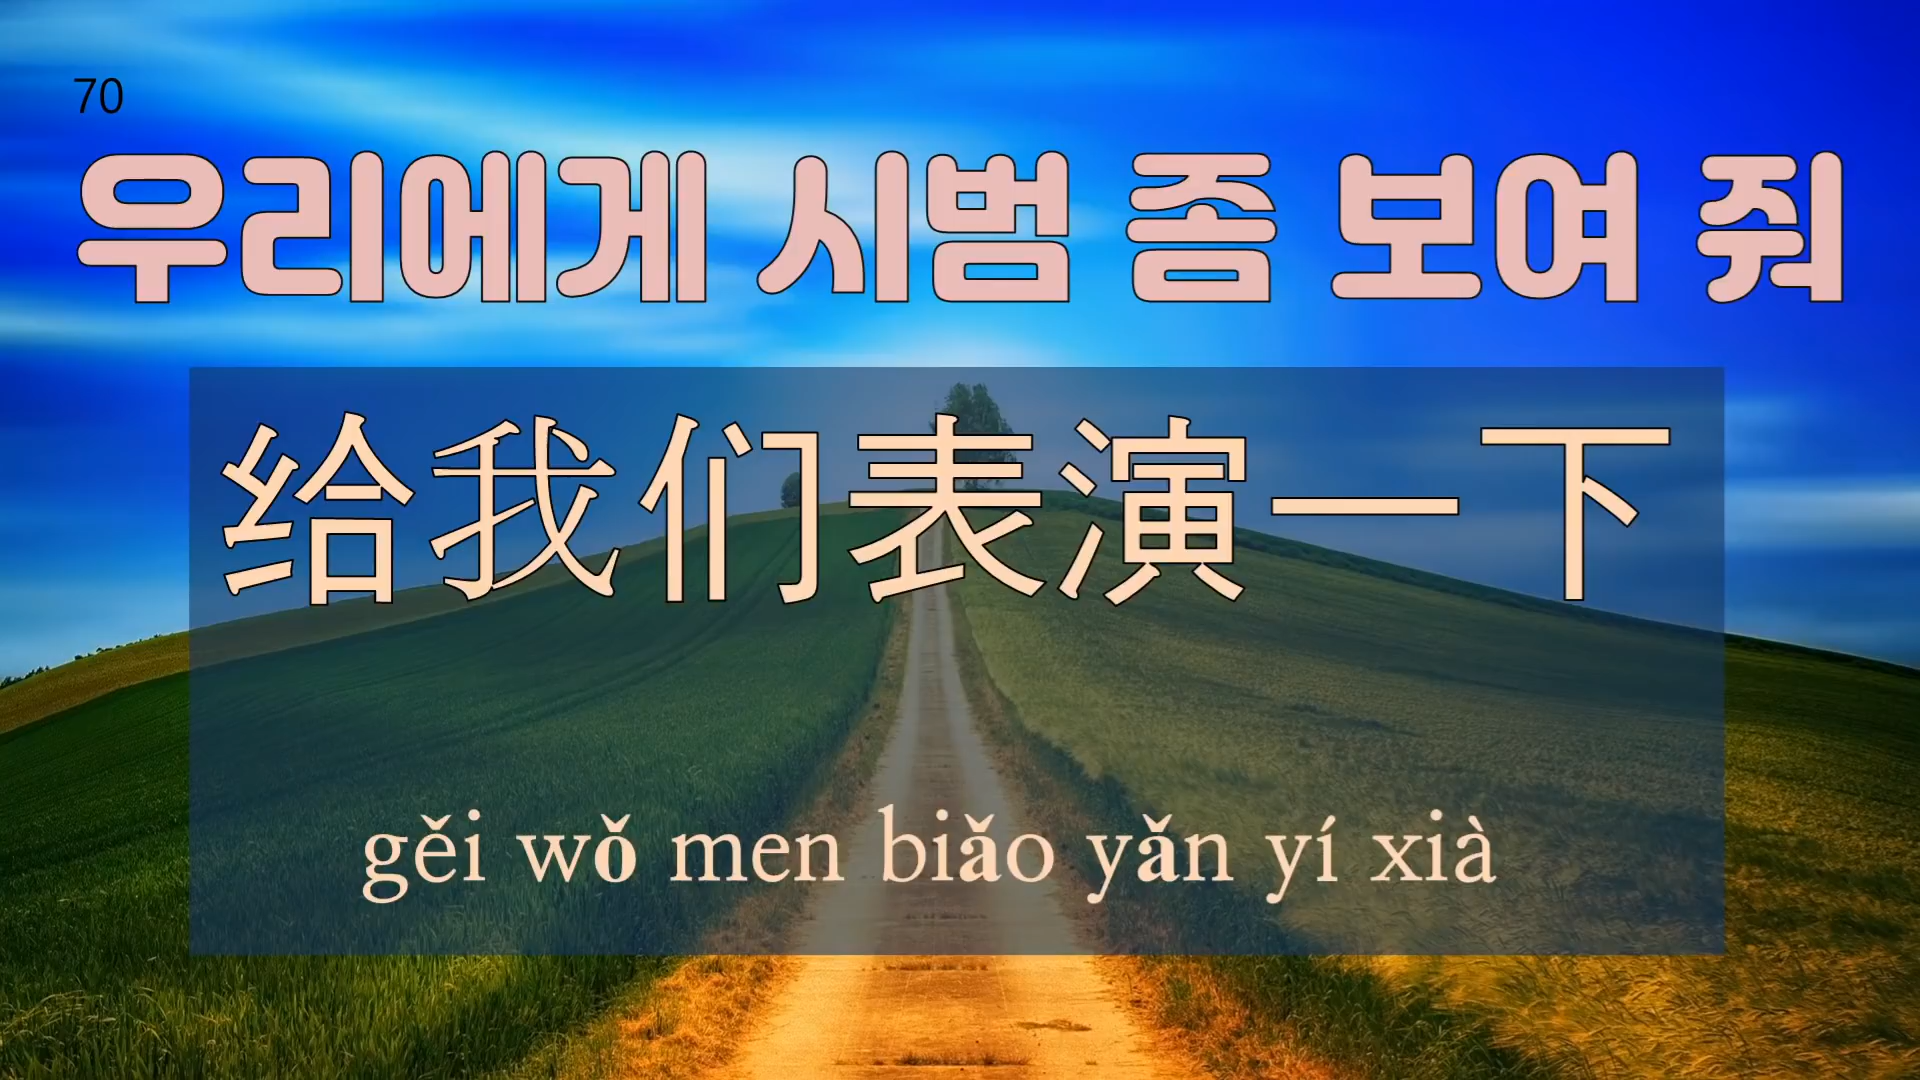 70
우리에게 시범 좀 보여 줘
给我们表演一下
gěi wǒ men biǎo yǎn yí xià